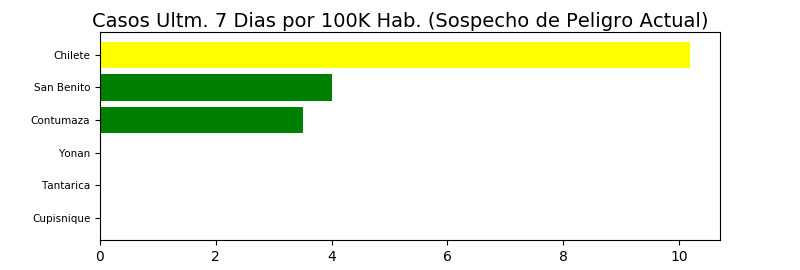 Casos Ultm. 7 Dias por 100K Hab. (Sospecho de Peligro Actual)
Chilete
San Benito
Contumaza
Yonan
Tantarica
Cupisnique
0 2 4 6 8 10